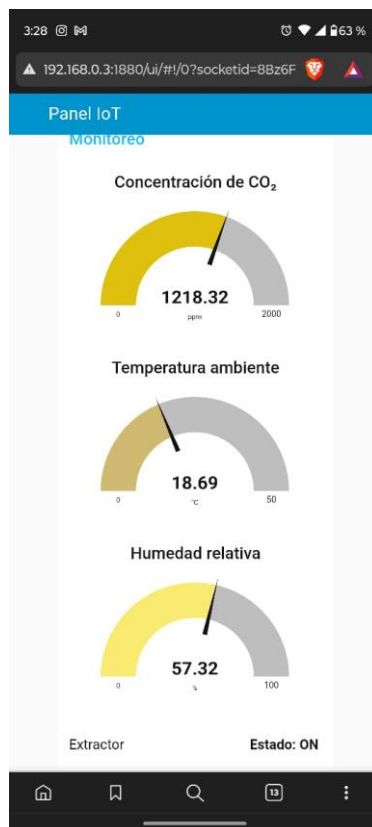 3:28 63 %
192.168.0.3:1880/ui/#!/0?socketid=8Bz6F
Panel IoT
Monitoreo
Concentración de CO₂
1218.32
0 ppm 2000
Temperatura ambiente
18.69
0 °C 50
Humedad relativa
57.32
0 % 100
Extractor Estado: ON
13